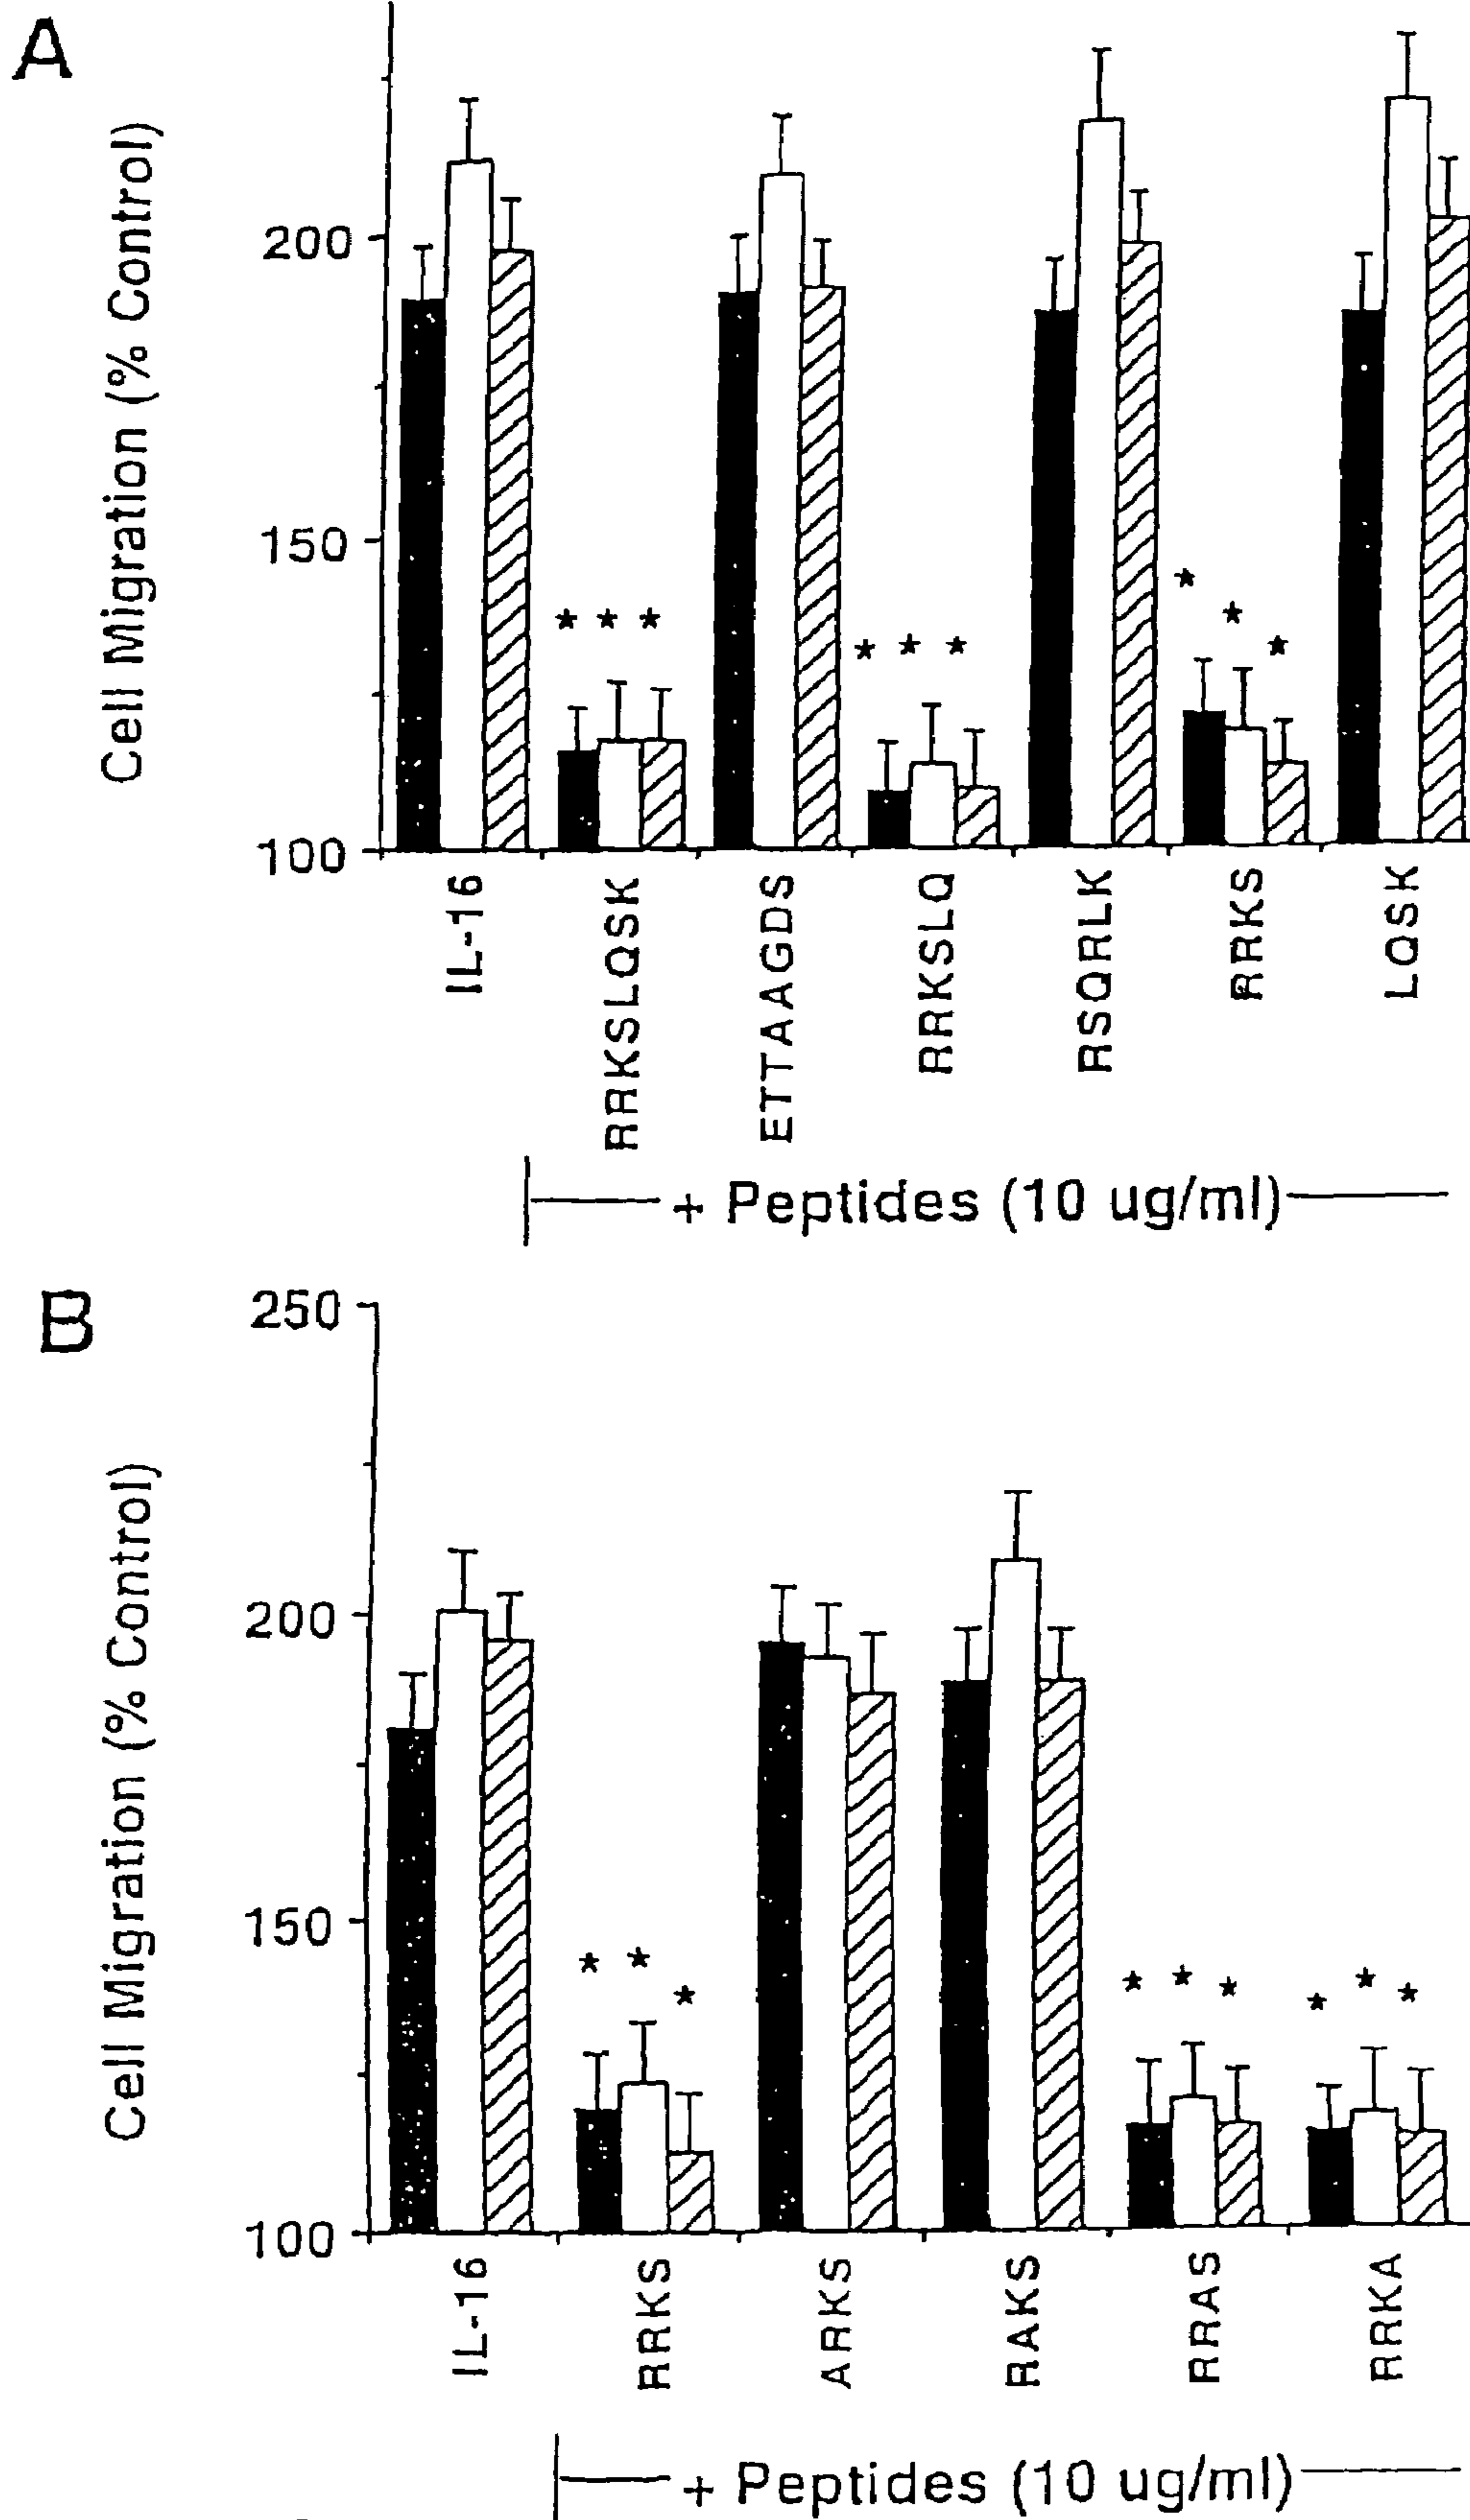 A
Cell Migration (% Control)
200
150
100
IL-16
RRKSLQSK
ETTAAGDS
RRKSLQ
RSQRLK
RRKS
LQSK
+ Peptides (10 ug/ml)
B
Cell Migration (% Control)
250
200
150
100
IL-16
RRKS
ARKS
RAKS
RRAS
RRKA
+ Peptides (10 ug/ml)